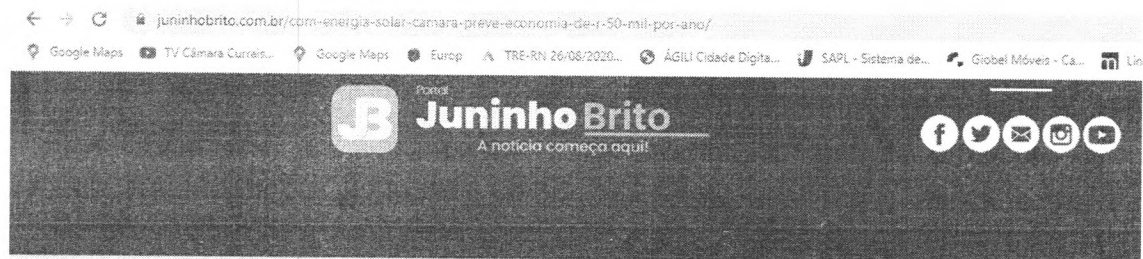 juninhobrito.com.br/com-energia-solar-camara-preve-economia-de-r-50-mil-por-ano/
Google Maps TV Câmara Currais... Google Maps Europ TRE-RN 26/08/2020... ÁGILI Cidade Digita... SAPL - Sistema de... Giobel Móveis - Ca... Lin
Portal
JB Juninho Brito
A notícia começa aqui!